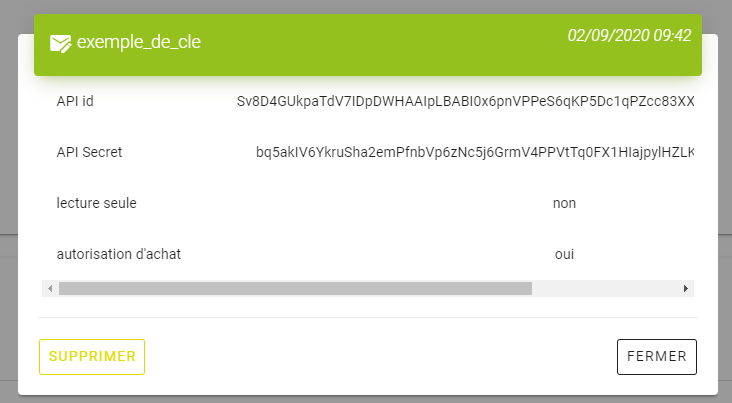 exemple_de_cle
02/09/2020 09:42
API id
Sv8D4GUkpaTdV7IDpDWHAAIpLBABI0x6pnVPPeS6qKP5Dc1qPZcc83XX
API Secret
bq5akIV6YkruSha2emPfnbVp6zNc5j6GrmV4PPVtTq0FX1HIajpylHZLK
lecture seule
non
autorisation d'achat
oui
SUPPRIMER
FERMER